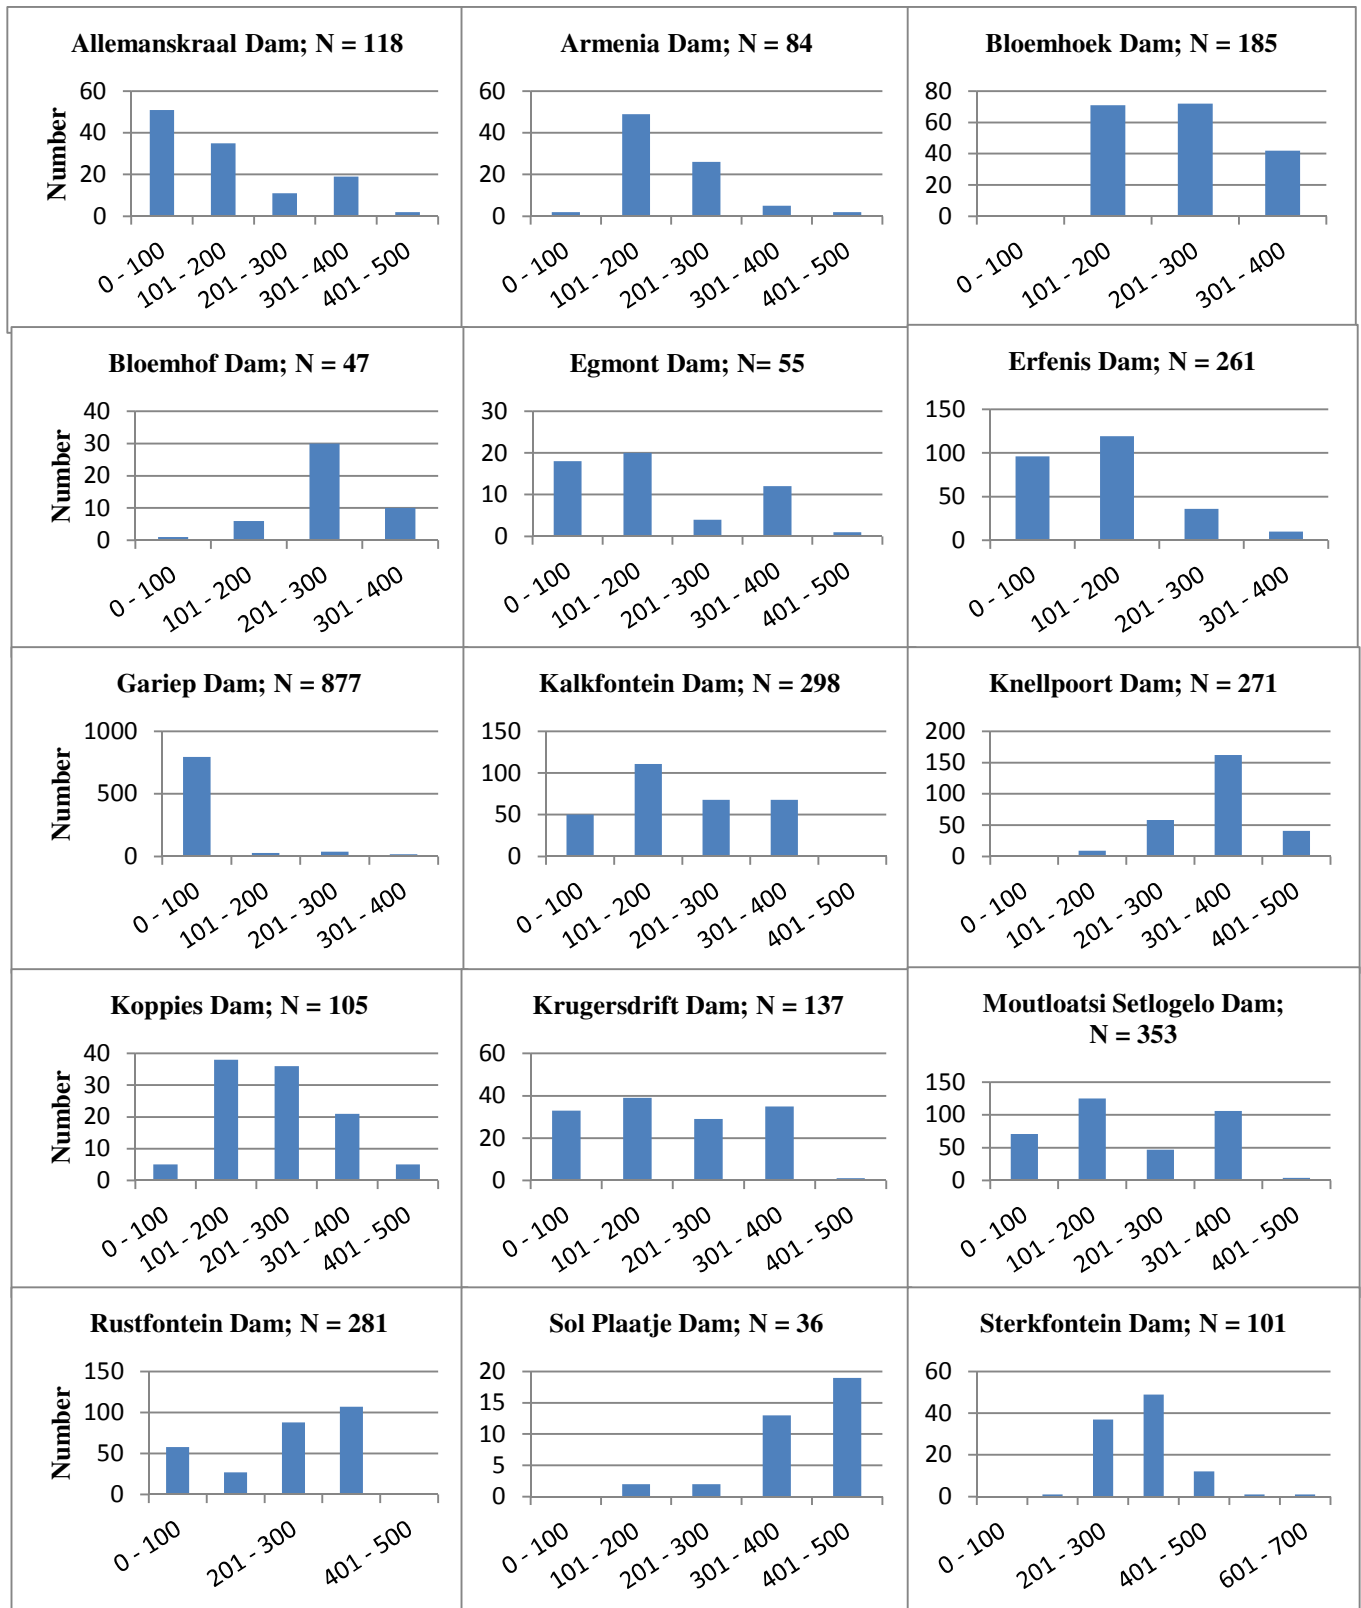 Allemanskraal Dam; N = 118
Number
60
40
20
0
0 - 100
101 - 200
201 - 300
301 - 400
401 - 500
Armenia Dam; N = 84
60
40
20
0
0 - 100
101 - 200
201 - 300
301 - 400
401 - 500
Bloemhoek Dam; N = 185
80
60
40
20
0
0 - 100
101 - 200
201 - 300
301 - 400
Bloemhof Dam; N = 47
Number
40
30
20
10
0
0 - 100
101 - 200
201 - 300
301 - 400
Egmont Dam; N= 55
30
20
10
0
0 - 100
101 - 200
201 - 300
301 - 400
401 - 500
Erfenis Dam; N = 261
150
100
50
0
0 - 100
101 - 200
201 - 300
301 - 400
Gariep Dam; N = 877
Number
1000
500
0
0 - 100
101 - 200
201 - 300
301 - 400
Kalkfontein Dam; N = 298
150
100
50
0
0 - 100
101 - 200
201 - 300
301 - 400
401 - 500
Knellpoort Dam; N = 271
200
150
100
50
0
0 - 100
101 - 200
201 - 300
301 - 400
401 - 500
Koppies Dam; N = 105
Number
40
30
20
10
0
0 - 100
101 - 200
201 - 300
301 - 400
401 - 500
Krugersdrift Dam; N = 137
60
40
20
0
0 - 100
101 - 200
201 - 300
301 - 400
401 - 500
Moutloatsi Setlogelo Dam;
N = 353
150
100
50
0
0 - 100
101 - 200
201 - 300
301 - 400
401 - 500
Rustfontein Dam; N = 281
Number
150
100
50
0
0 - 100
201 - 300
401 - 500
Sol Plaatje Dam; N = 36
20
15
10
5
0
0 - 100
101 - 200
201 - 300
301 - 400
401 - 500
Sterkfontein Dam; N = 101
60
40
20
0
0 - 100
201 - 300
401 - 500
601 - 700